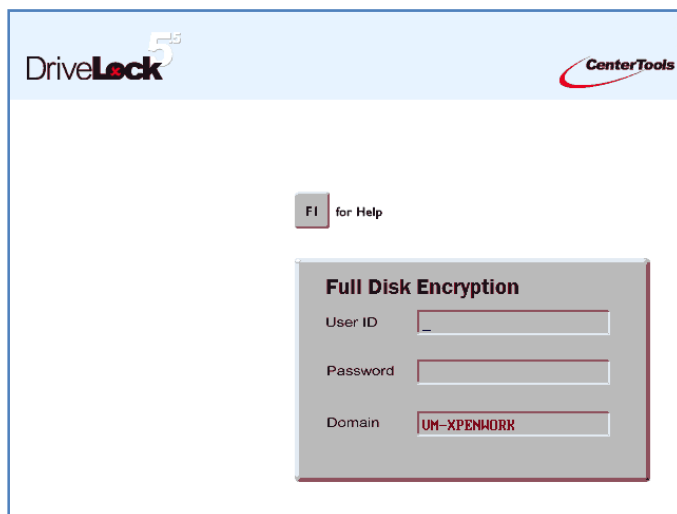 DriveLock 5.5
CenterTools
F1 for Help
Full Disk Encryption
User ID _
Password
Domain UM-XPENWORK